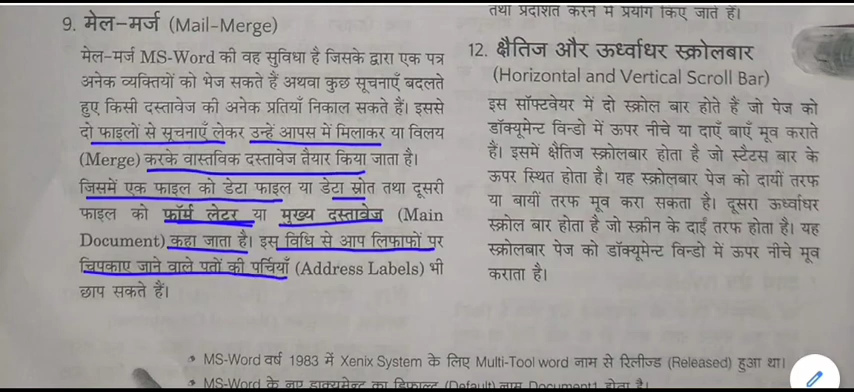 9. मेल-मर्ज (Mail-Merge)
मेल-मर्ज MS-Word की वह सुविधा है जिसके द्वारा एक पत्र
अनेक व्यक्तियों को भेज सकते हैं अथवा कुछ सूचनाएँ बदलते
हुए किसी दस्तावेज की अनेक प्रतियाँ निकाल सकते हैं। इससे
दो फाइलों से सूचनाएँ लेकर उन्हें आपस में मिलाकर या विलय
(Merge) करके वास्तविक दस्तावेज तैयार किया जाता है।
जिसमें एक फाइल को डेटा फाइल या डेटा स्रोत तथा दूसरी
फाइल को फॉर्म लेटर या मुख्य दस्तावेज (Main
Document) कहा जाता है। इस विधि से आप लिफाफों पर
चिपकाए जाने वाले पतों की पर्चियाँ (Address Labels) भी
छाप सकते हैं।
तथा प्रदर्शित करने में प्रयोग किए जाते हैं।
12. क्षैतिज और ऊर्ध्वाधर स्क्रोलबार
(Horizontal and Vertical Scroll Bar)
इस सॉफ्टवेयर में दो स्क्रोल बार होते हैं जो पेज को
डॉक्यूमेन्ट विन्डो में ऊपर नीचे या दाएँ बाएँ मूव कराते
हैं। इसमें क्षैतिज स्क्रोलबार होता है जो स्टैटस बार के
ऊपर स्थित होता है। यह स्क्रोलबार पेज को दायीं तरफ
या बायीं तरफ मूव करा सकता है। दूसरा ऊर्ध्वाधर
स्क्रोल बार होता है जो स्क्रीन के दाईं तरफ होता है। यह
स्क्रोलबार पेज को डॉक्यूमेन्ट विन्डो में ऊपर नीचे मूव
कराता है।
MS-Word वर्ष 1983 में Xenix System के लिए Multi-Tool word नाम से रिलीज्ड (Released) हुआ था।
MS-Word के नए डाक्यूमेन्ट का डिफाल्ट (Default) नाम Document1 होता है।